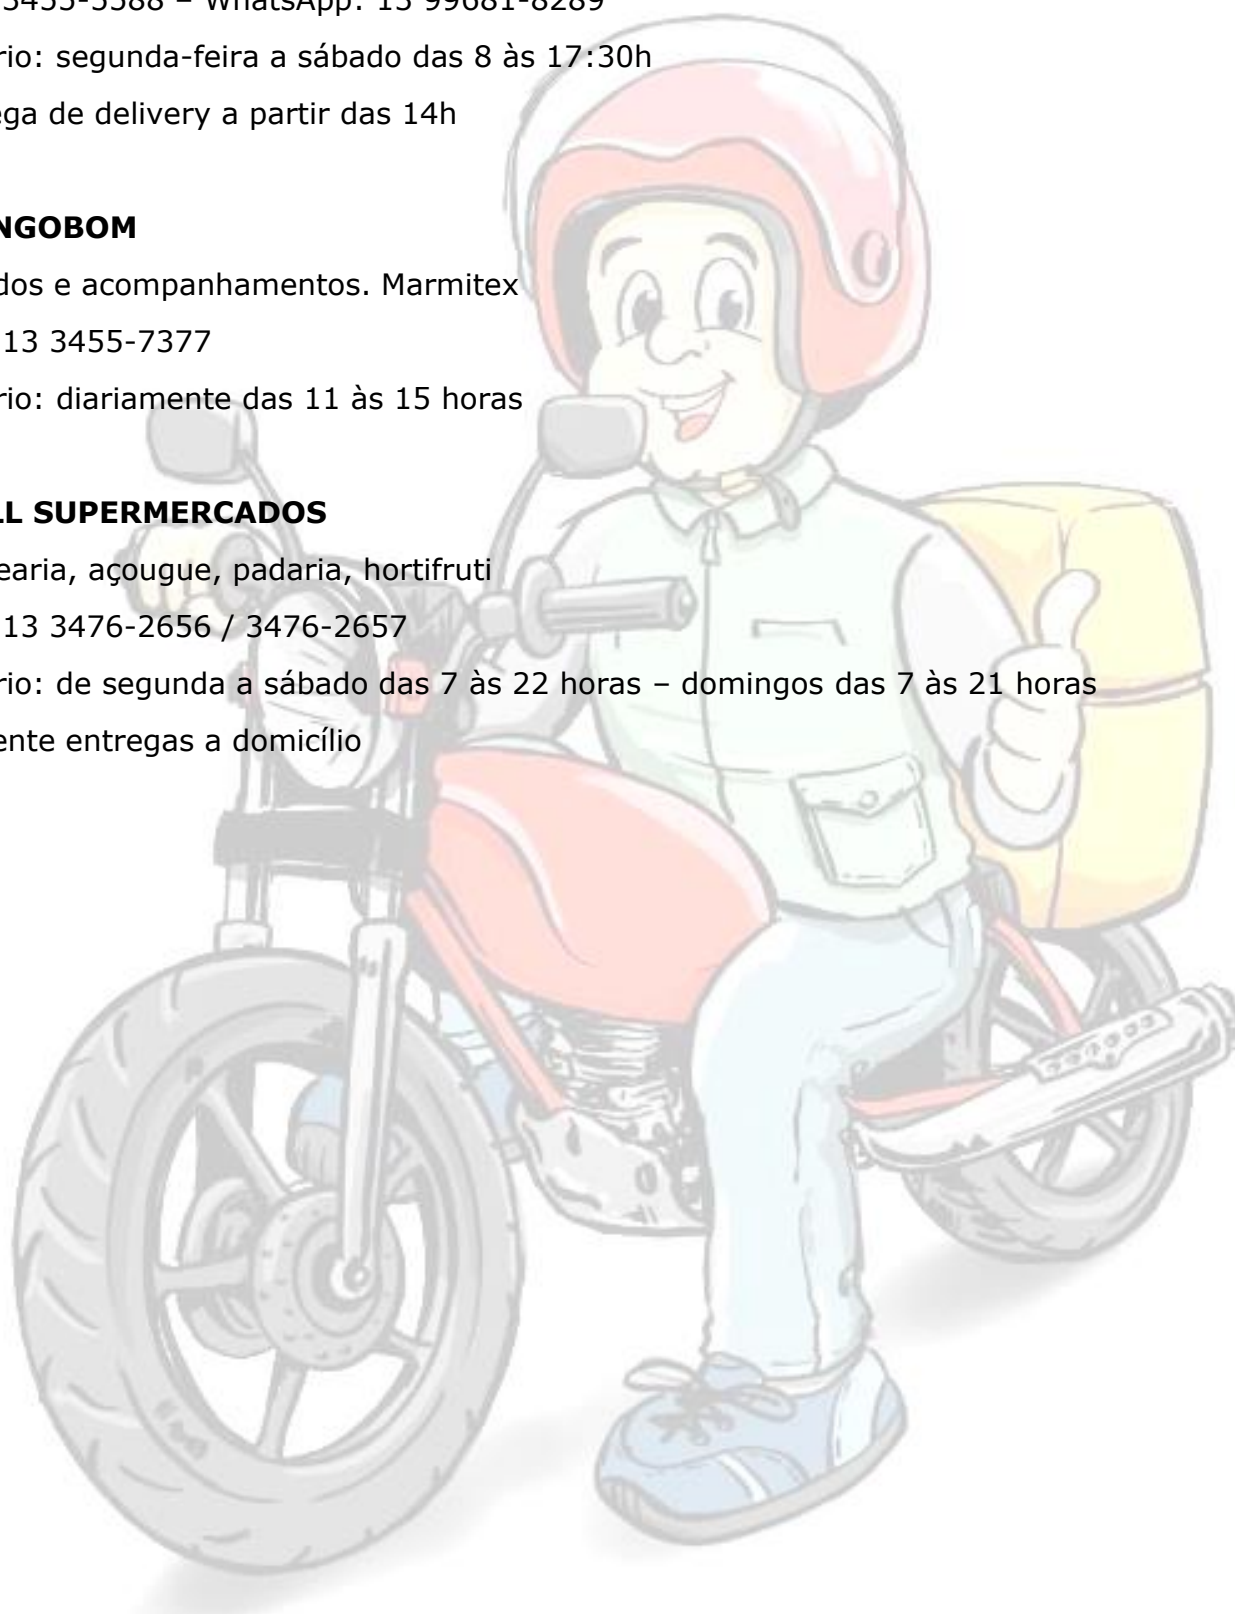 3455-5588 – WhatsApp: 13 99681-8289
rio: segunda-feira a sábado das 8 às 17:30h
ega de delivery a partir das 14h
NGOBOM
dos e acompanhamentos. Marmitex
13 3455-7377
rio: diariamente das 11 às 15 horas
LL SUPERMERCADOS
earia, açougue, padaria, hortifruti
13 3476-2656 / 3476-2657
rio: de segunda a sábado das 7 às 22 horas – domingos das 7 às 21 horas
ente entregas a domicílio